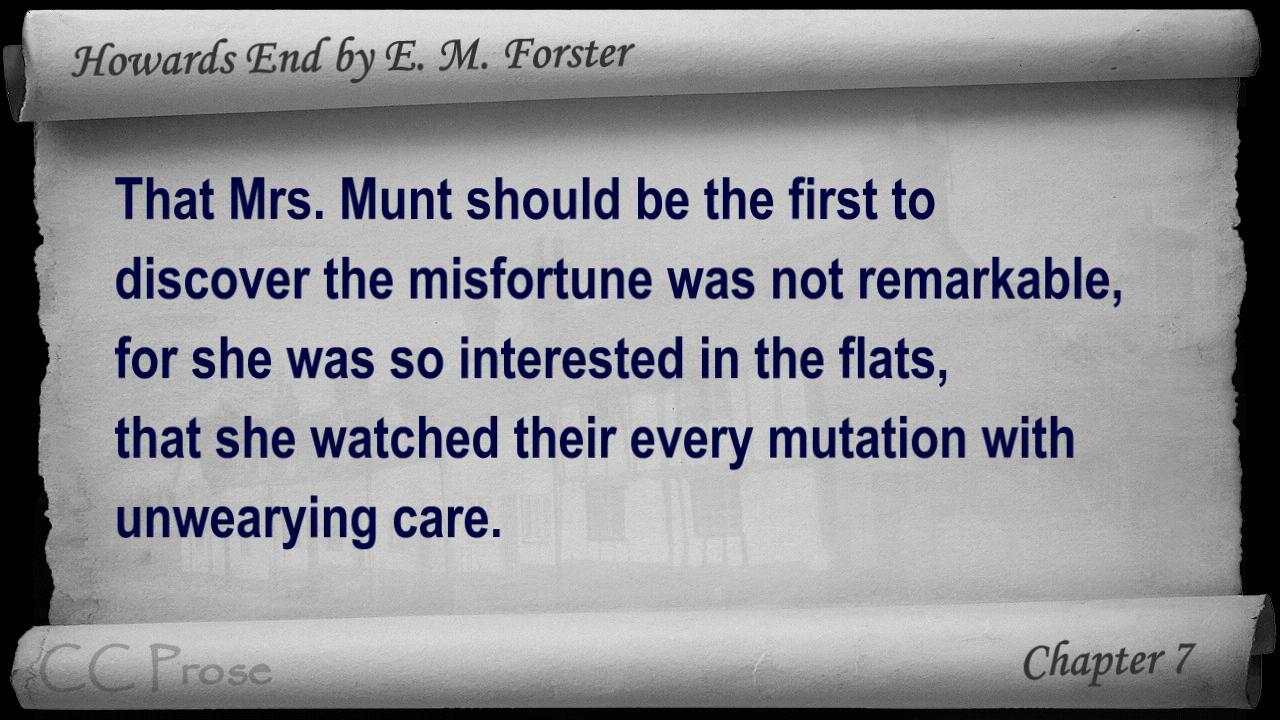 Howards End by E. M. Forster
That Mrs. Munt should be the first to
discover the misfortune was not remarkable,
for she was so interested in the flats,
that she watched their every mutation with
unwearying care.
CC Prose
Chapter 7